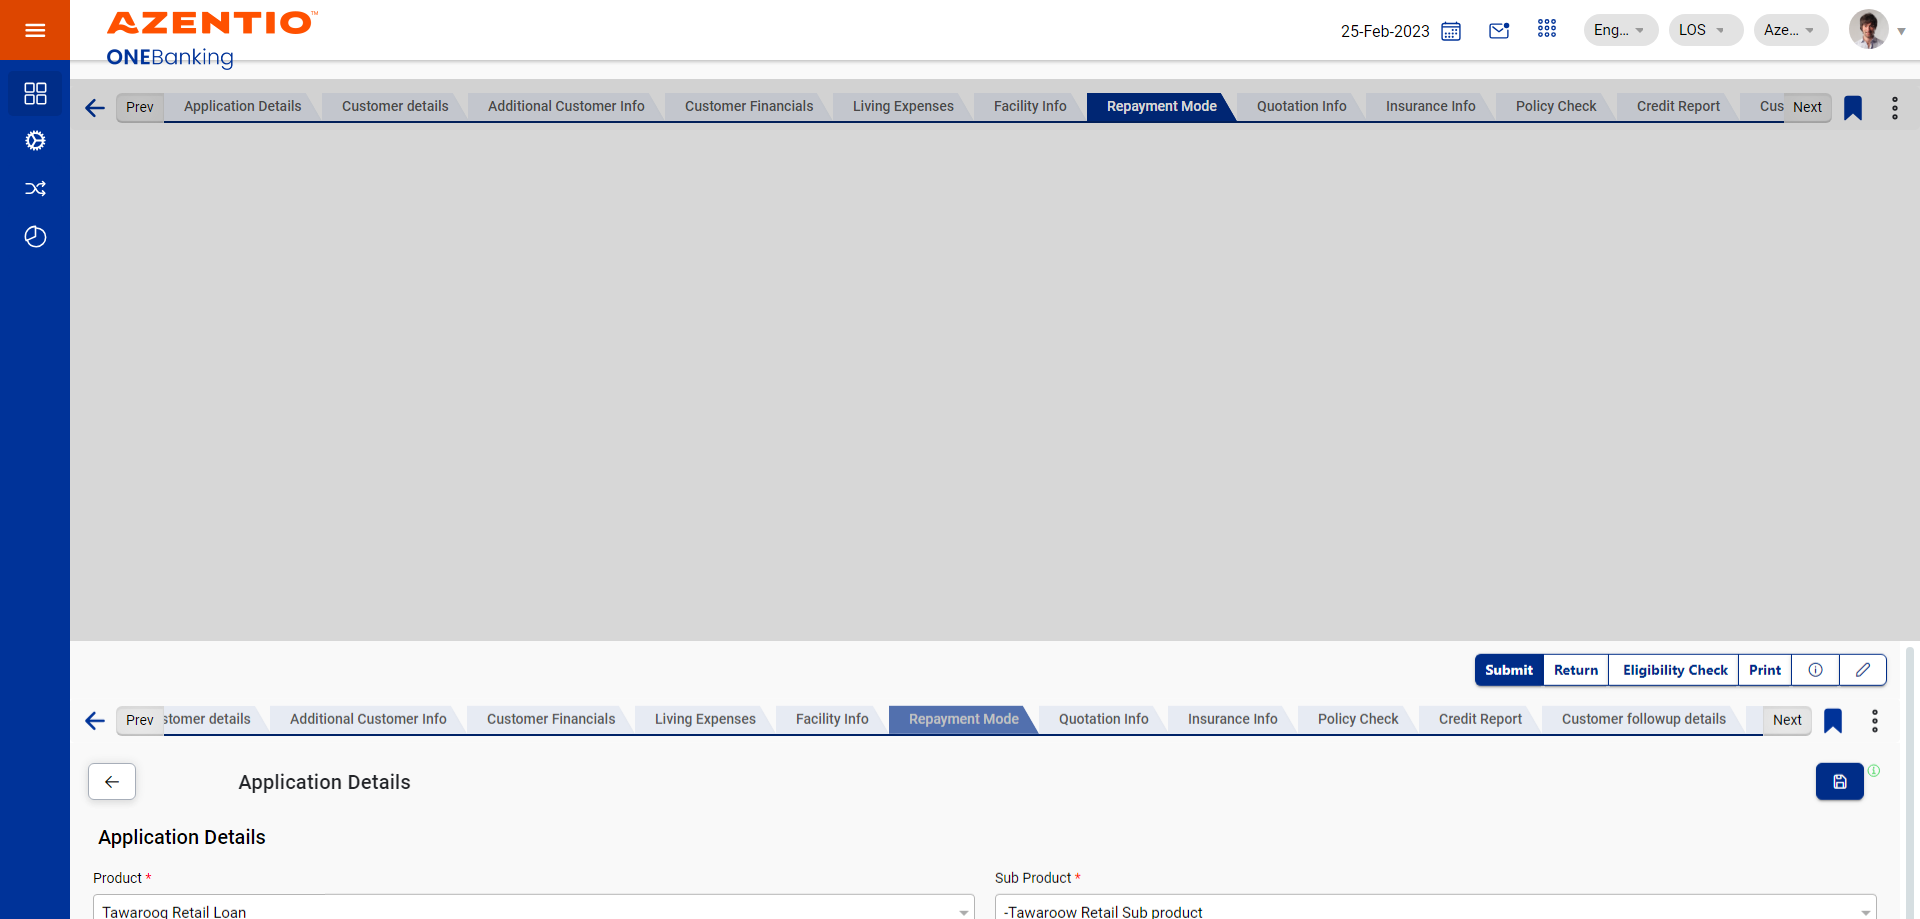 AZENTIO™
ONEBanking
25-Feb-2023
Eng...
LOS
Aze...
Prev
Application Details
Customer details
Additional Customer Info
Customer Financials
Living Expenses
Facility Info
Repayment Mode
Quotation Info
Insurance Info
Policy Check
Credit Report
Cus
Next
Submit
Return
Eligibility Check
Print
Prev
stomer details
Additional Customer Info
Customer Financials
Living Expenses
Facility Info
Repayment Mode
Quotation Info
Insurance Info
Policy Check
Credit Report
Customer followup details
Next
Application Details
Application Details
Product *
Sub Product *
Tawarooq Retail Loan
-Tawaroow Retail Sub product